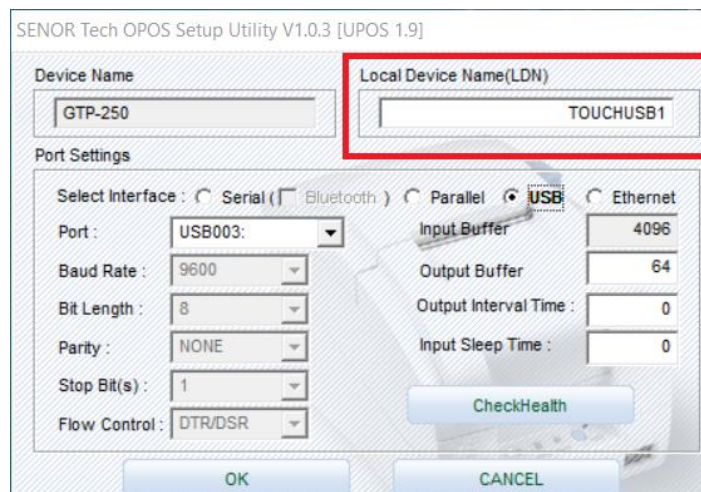 SENOR Tech OPOS Setup Utility V1.0.3 [UPOS 1.9]
Device Name
Local Device Name(LDN)
GTP-250
TOUCHUSB1
Port Settings
Select Interface : Serial ( Bluetooth ) Parallel USB Ethernet
Port : USB003: Input Buffer 4096
Baud Rate : 9600 Output Buffer 64
Bit Length : 8 Output Interval Time : 0
Parity : NONE Input Sleep Time : 0
Stop Bit(s) : 1
CheckHealth
Flow Control : DTR/DSR
OK CANCEL